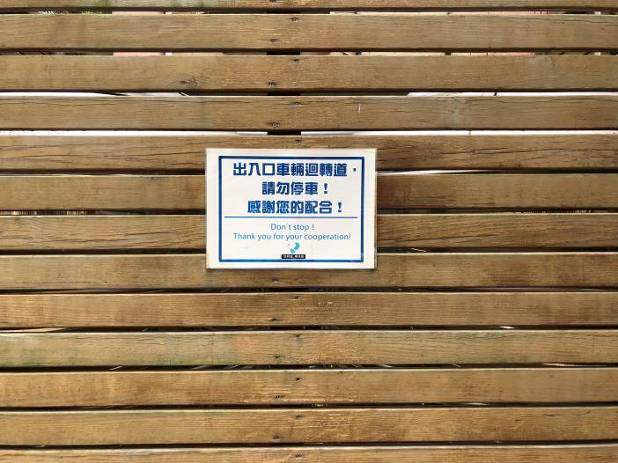 出入口車輛迴轉道，
請勿停車！
感謝您的配合！
Don't stop !
Thank you for your cooperation!